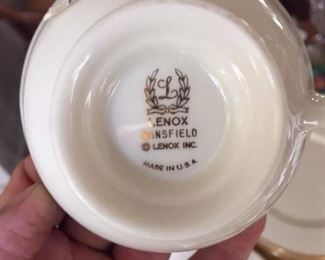 L
LENOX
MANSFIELD
© LENOX INC.
MADE IN U.S.A.